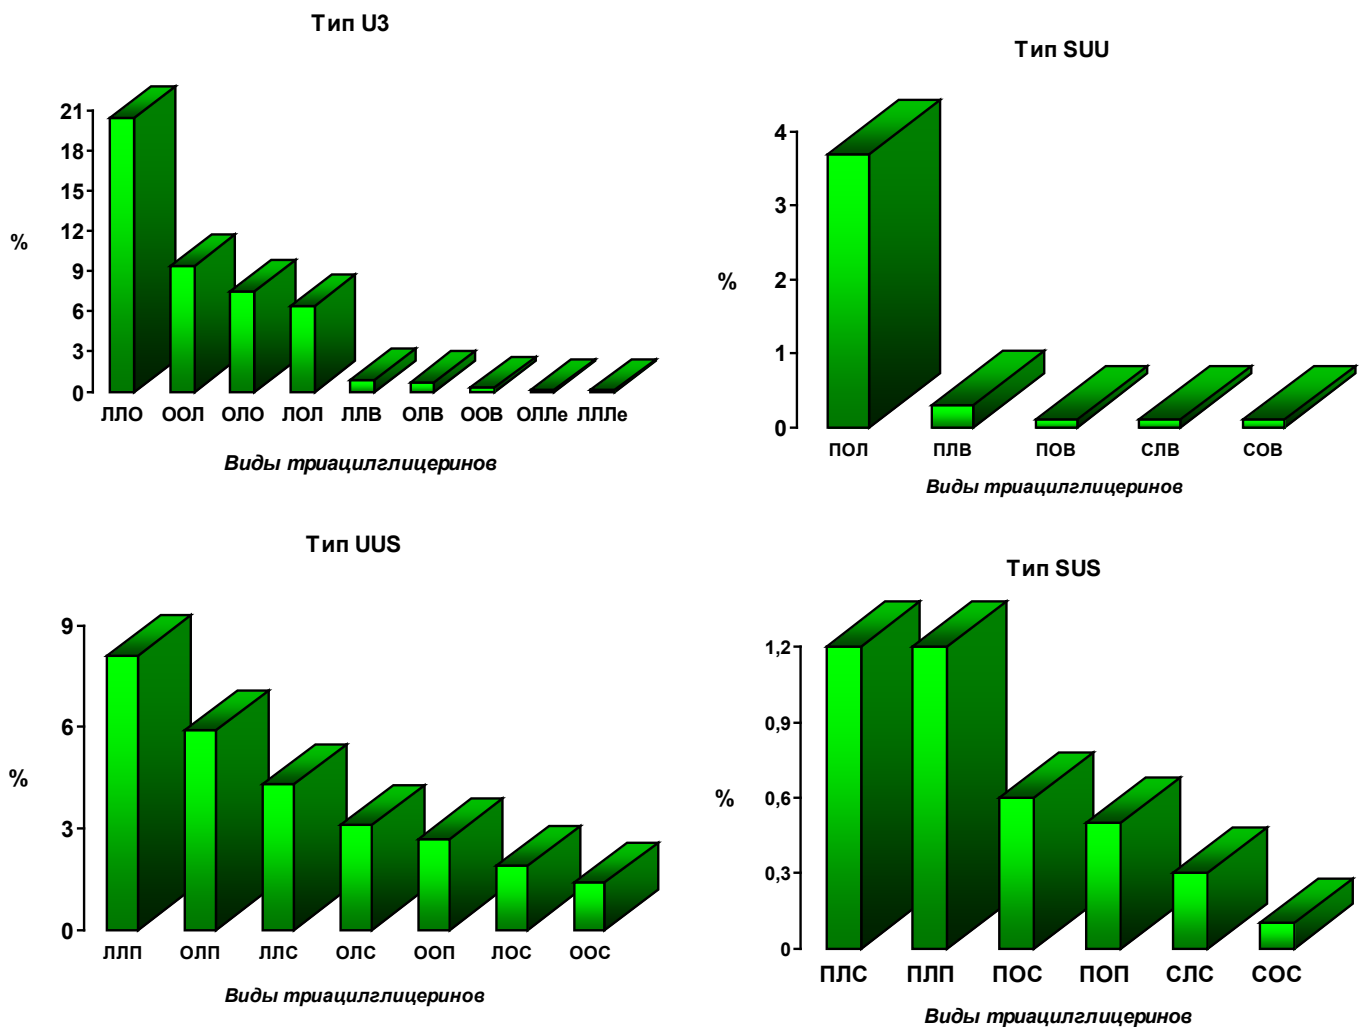 Тип U3
%
21
18
15
12
9
6
3
0
ЛЛО ООЛ ОЛО ЛОЛ ЛЛВ ОЛВ ООВ ОЛЛе ЛЛЛе
Виды триацилглицеринов
Тип SUU
%
4
3
2
1
0
ПОЛ ПЛВ ПОВ СЛВ СОВ
Виды триацилглицеринов
Тип UUS
%
9
6
3
0
ЛЛП ОЛП ЛЛС ОЛС ООП ЛОС ООС
Виды триацилглицеринов
Тип SUS
%
1,2
0,9
0,6
0,3
0
ПЛС ПЛП ПОС ПОП СЛС СОС
Виды триацилглицеринов